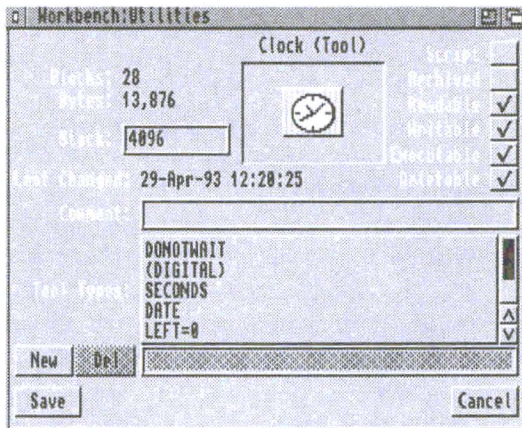 Workbench:Utilities
Clock (Tool)
Blocks: 28
Bytes: 13,876
Stack: 4096
Last Changed: 29-Apr-93 12:20:25
Script
Archived
Readable
Writable
Executable
Deletable
Comment:
Tool Types:
DONOTWAIT
(DIGITAL)
SECONDS
DATE
LEFT=0
New
Del
Save
Cancel